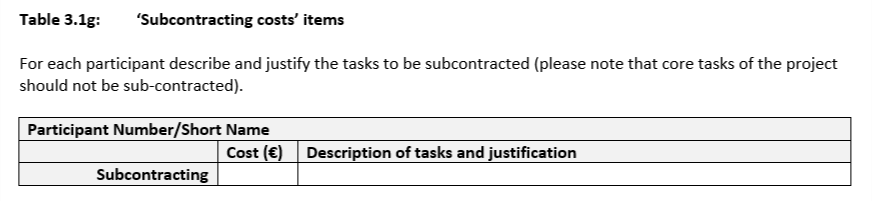 Table 3.1g: ‘Subcontracting costs’ items
For each participant describe and justify the tasks to be subcontracted (please note that core tasks of the project
should not be sub-contracted).
Participant Number/Short Name
Cost (€) Description of tasks and justification
Subcontracting